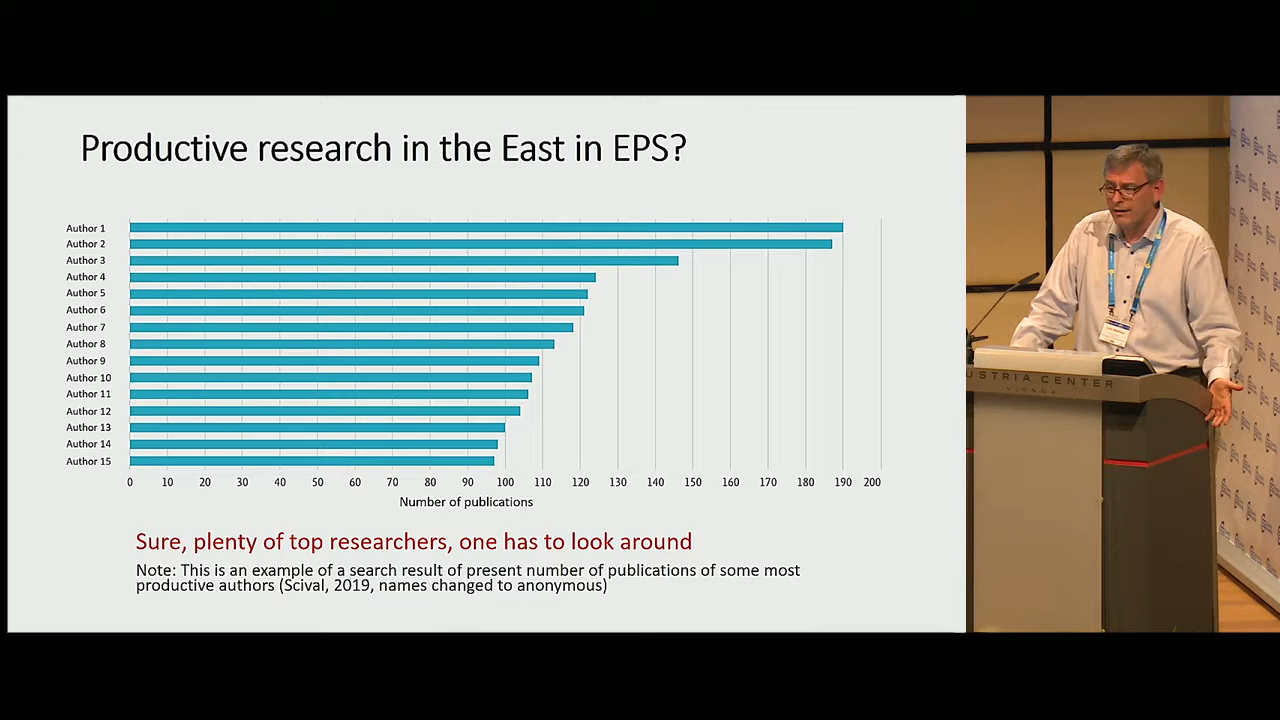 Productive research in the East in EPS?
Author 1
Author 2
Author 3
Author 4
Author 5
Author 6
Author 7
Author 8
Author 9
Author 10
Author 11
Author 12
Author 13
Author 14
Author 15
0 10 20 30 40 50 60 70 80 90 100 110 120 130 140 150 160 170 180 190 200
Number of publications
Sure, plenty of top researchers, one has to look around
Note: This is an example of a search result of present number of publications of some most
productive authors (Scival, 2019, names changed to anonymous)
USTRIA CENTER
VIENNA